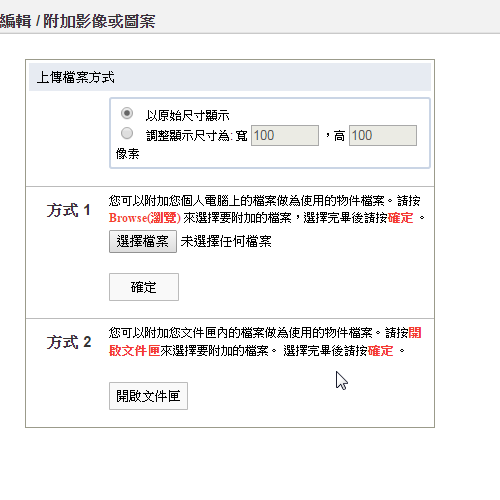 編輯 / 附加影像或圖案
上傳檔案方式
以原始尺寸顯示
調整顯示尺寸為: 寬 100 ，高 100
像素
方式 1
您可以附加您個人電腦上的檔案做為使用的物件檔案。請按
Browse(瀏覽) 來選擇要附加的檔案，選擇完畢後請按確定 。
選擇檔案 未選擇任何檔案
確定
方式 2
您可以附加您文件匣內的檔案做為使用的物件檔案。請按開
啟文件匣來選擇要附加的檔案。 選擇完畢後請按確定 。
開啟文件匣